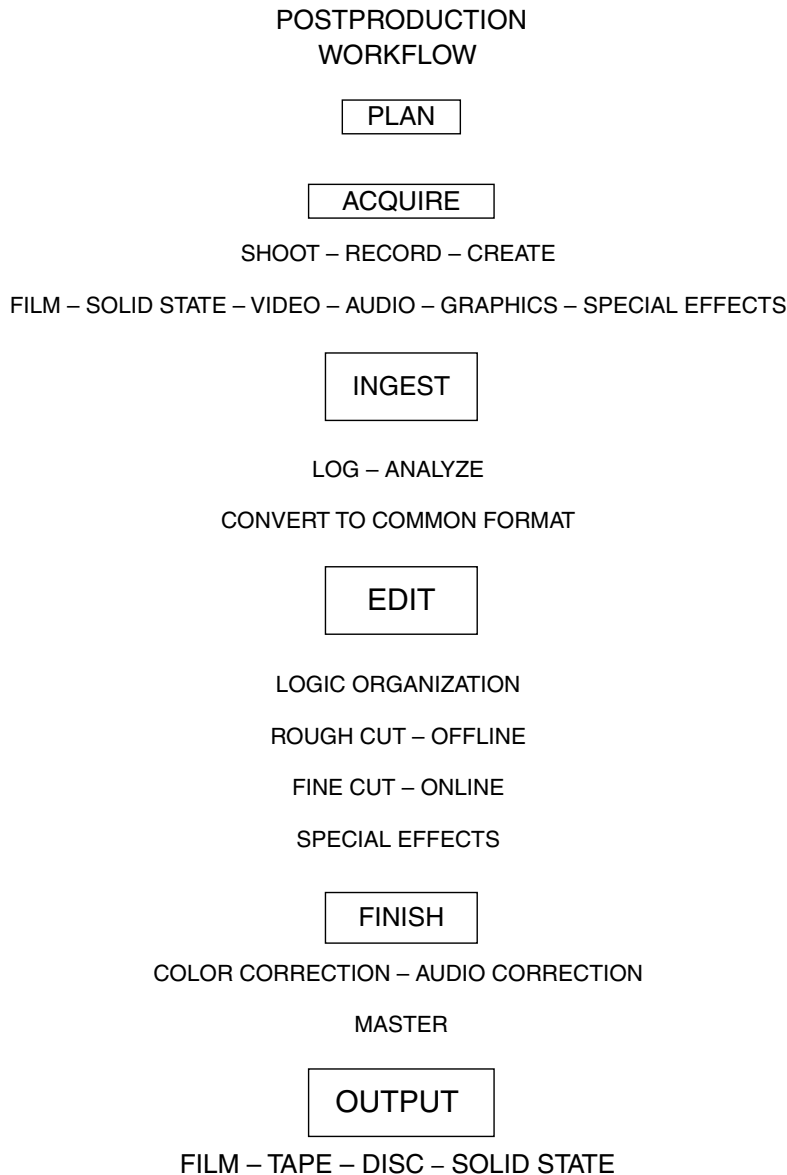 POSTPRODUCTION
WORKFLOW
PLAN
ACQUIRE
SHOOT – RECORD – CREATE
FILM – SOLID STATE – VIDEO – AUDIO – GRAPHICS – SPECIAL EFFECTS
INGEST
LOG – ANALYZE
CONVERT TO COMMON FORMAT
EDIT
LOGIC ORGANIZATION
ROUGH CUT – OFFLINE
FINE CUT – ONLINE
SPECIAL EFFECTS
FINISH
COLOR CORRECTION – AUDIO CORRECTION
MASTER
OUTPUT
FILM – TAPE – DISC – SOLID STATE